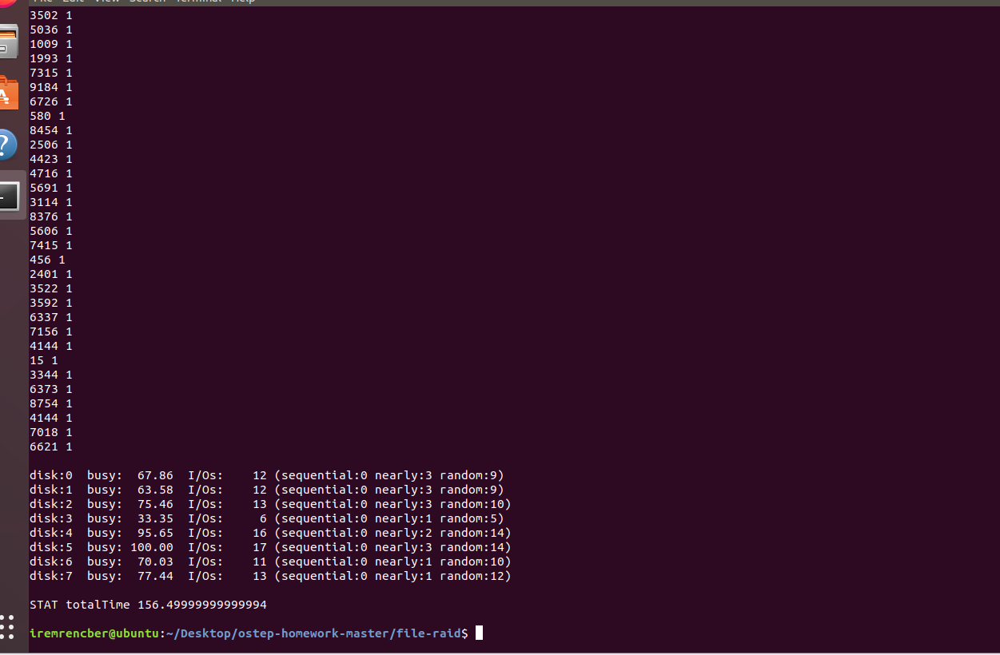 File Edit View Search Terminal Help
3502 1
5036 1
1009 1
1993 1
7315 1
9184 1
6726 1
580 1
8454 1
2506 1
4423 1
4716 1
5691 1
3114 1
8376 1
5606 1
7415 1
456 1
2401 1
3522 1
3592 1
6337 1
7156 1
4144 1
15 1
3344 1
6373 1
8754 1
4144 1
7018 1
6621 1
disk:0  busy:  67.86  I/Os:    12 (sequential:0 nearly:3 random:9)
disk:1  busy:  63.58  I/Os:    12 (sequential:0 nearly:3 random:9)
disk:2  busy:  75.46  I/Os:    13 (sequential:0 nearly:3 random:10)
disk:3  busy:  33.35  I/Os:     6 (sequential:0 nearly:1 random:5)
disk:4  busy:  95.65  I/Os:    16 (sequential:0 nearly:2 random:14)
disk:5  busy: 100.00  I/Os:    17 (sequential:0 nearly:3 random:14)
disk:6  busy:  70.03  I/Os:    11 (sequential:0 nearly:1 random:10)
disk:7  busy:  77.44  I/Os:    13 (sequential:0 nearly:1 random:12)
STAT totalTime 156.49999999999994
iremrencber@ubuntu:~/Desktop/ostep-homework-master/file-raid$